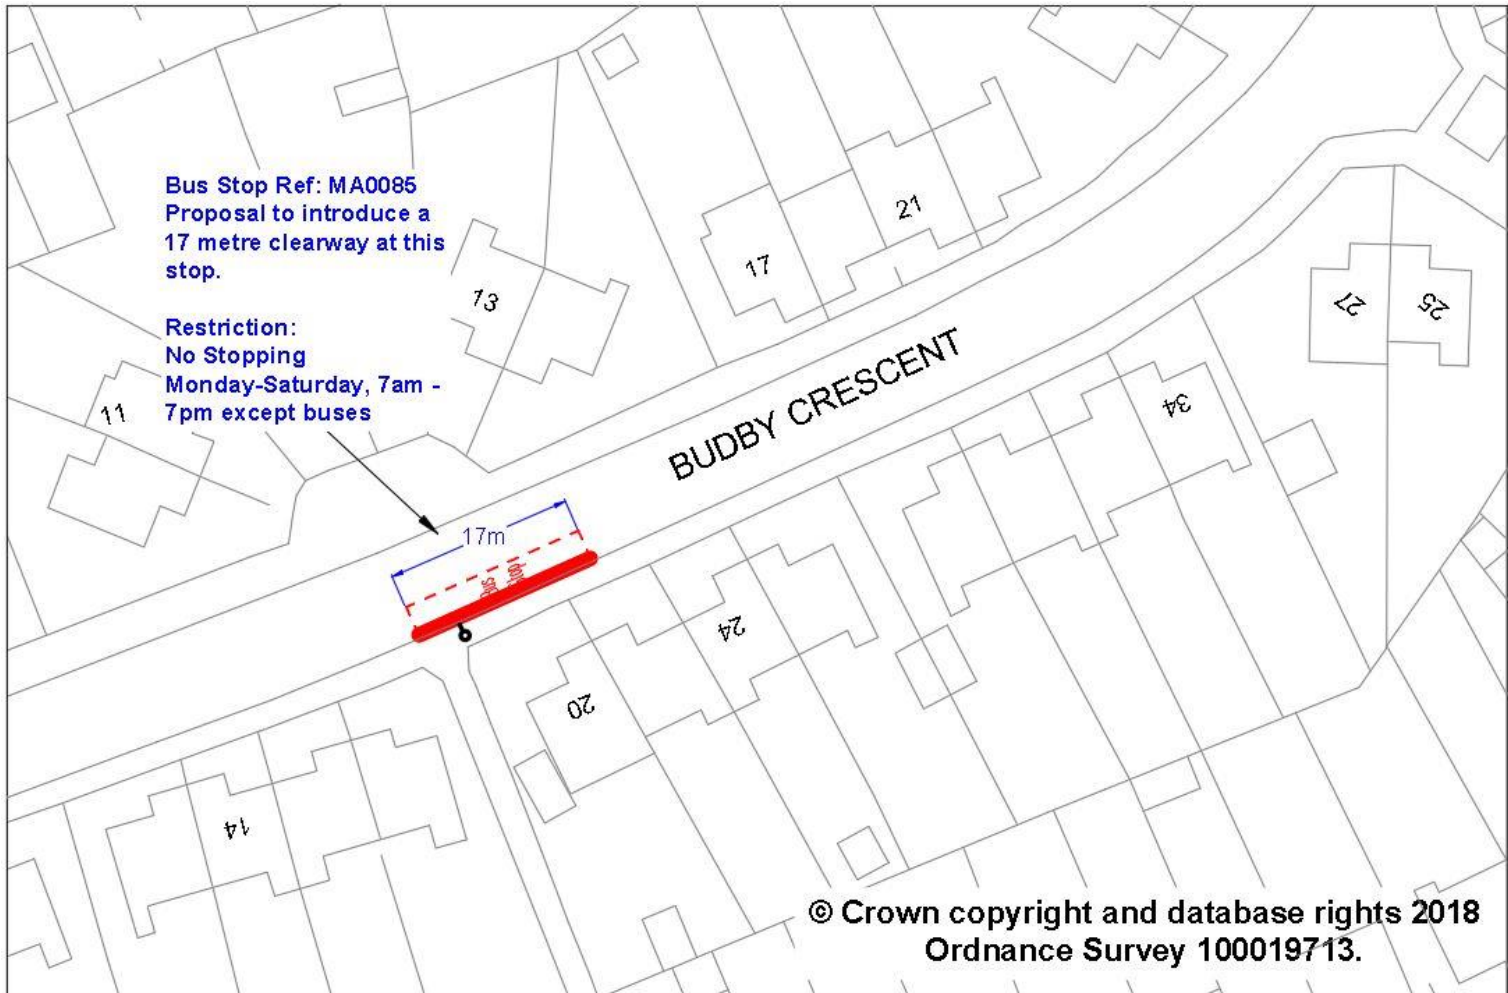 Bus Stop Ref: MA0085
Proposal to introduce a
17 metre clearway at this
stop.
Restriction:
No Stopping
Monday-Saturday, 7am -
7pm except buses
21
17
13
27
25
BUDBY CRESCENT
34
11
17m
Bus
Stop
24
20
14
© Crown copyright and database rights 2018
Ordnance Survey 100019713.